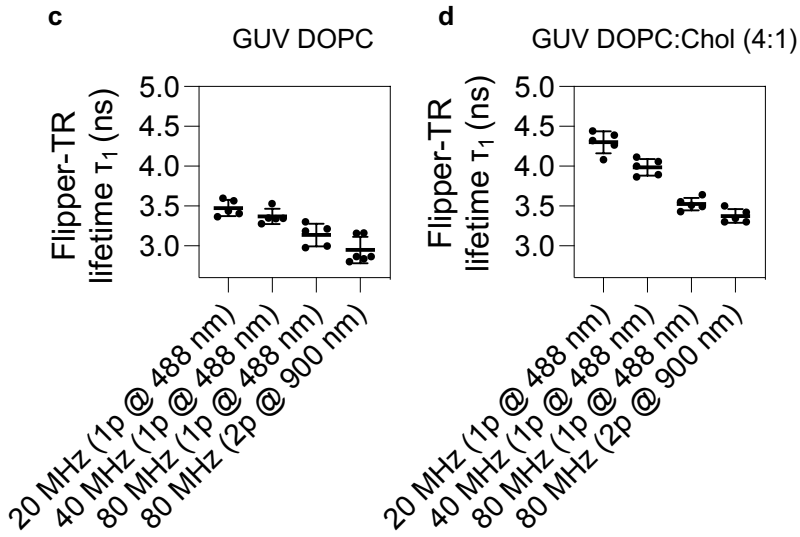 c
GUV DOPC
Flipper-TR
lifetime τ1 (ns)
5.0
4.5
4.0
3.5
3.0
20 MHz (1p @ 488 nm)
40 MHz (1p @ 488 nm)
80 MHz (1p @ 488 nm)
80 MHz (2p @ 900 nm)
d
GUV DOPC:Chol (4:1)
Flipper-TR
lifetime τ1 (ns)
5.0
4.5
4.0
3.5
3.0
20 MHz (1p @ 488 nm)
40 MHz (1p @ 488 nm)
80 MHz (1p @ 488 nm)
80 MHz (2p @ 900 nm)